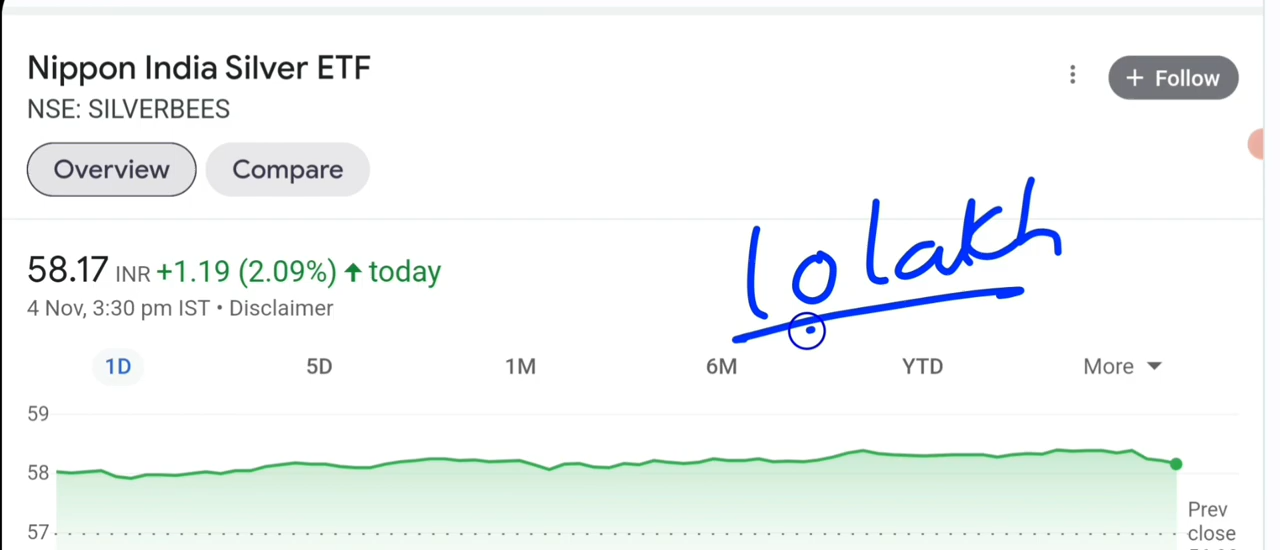 Nippon India Silver ETF
+ Follow
NSE: SILVERBEES
Overview
Compare
10 lakh
58.17 INR +1.19 (2.09%) ↑ today
4 Nov, 3:30 pm IST • Disclaimer
1D 5D 1M 6M YTD More
59
58
57
Prev
close